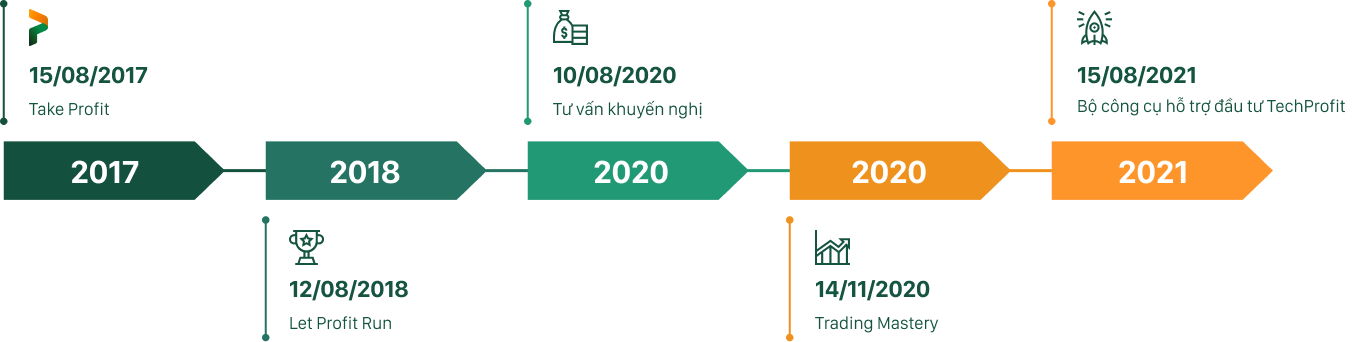 15/08/2017
Take Profit
10/08/2020
Tư vấn khuyến nghị
15/08/2021
Bộ công cụ hỗ trợ đầu tư TechProfit
2017
2018
2020
2020
2021
12/08/2018
Let Profit Run
14/11/2020
Trading Mastery